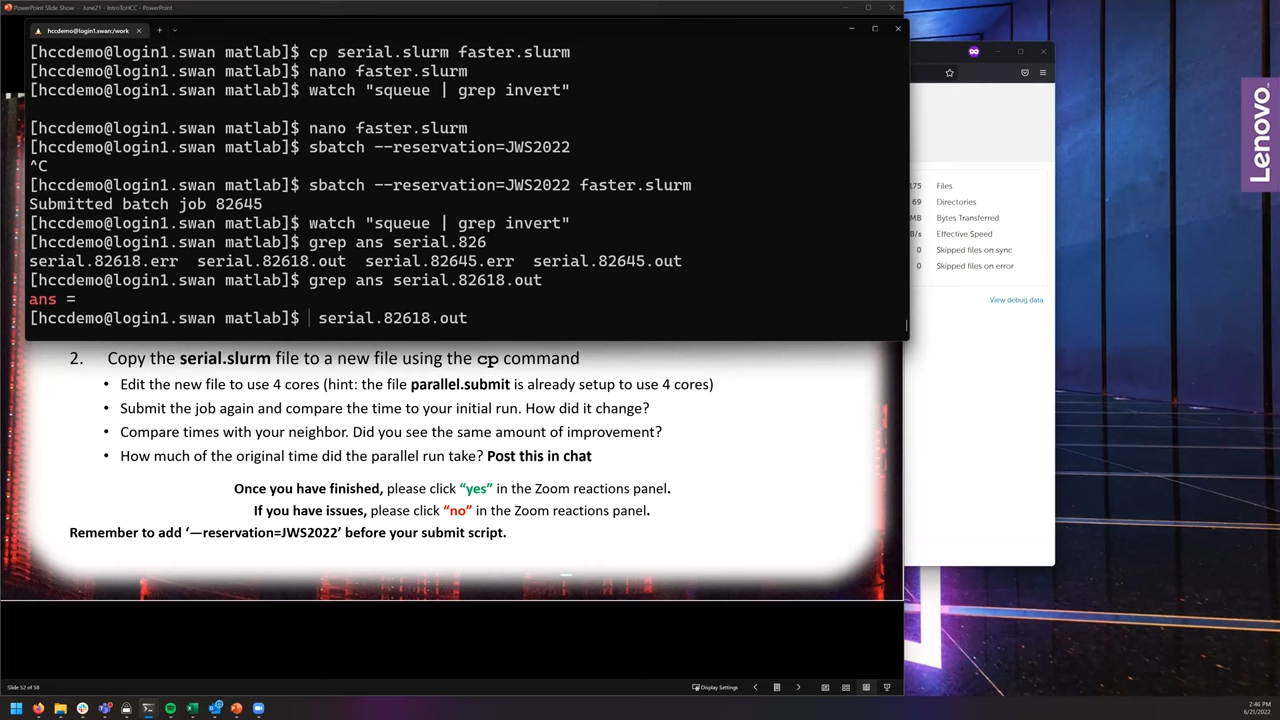 PowerPoint Slide Show - June21 - IntroToHCC - PowerPoint
hccdemo@login1.swan:/work
[hccdemo@login1.swan matlab]$ cp serial.slurm faster.slurm
[hccdemo@login1.swan matlab]$ nano faster.slurm
[hccdemo@login1.swan matlab]$ watch "squeue | grep invert"
[hccdemo@login1.swan matlab]$ nano faster.slurm
[hccdemo@login1.swan matlab]$ sbatch --reservation=JWS2022
^C
[hccdemo@login1.swan matlab]$ sbatch --reservation=JWS2022 faster.slurm
Submitted batch job 82645
[hccdemo@login1.swan matlab]$ watch "squeue | grep invert"
[hccdemo@login1.swan matlab]$ grep ans serial.826
serial.82618.err serial.82618.out serial.82645.err serial.82645.out
[hccdemo@login1.swan matlab]$ grep ans serial.82618.out
ans =
[hccdemo@login1.swan matlab]$ serial.82618.out
175 Files
69 Directories
MB Bytes Transferred
B/s Effective Speed
0 Skipped files on sync
0 Skipped files on error
View debug data
Lenovo
2. Copy the serial.slurm file to a new file using the cp command
• Edit the new file to use 4 cores (hint: the file parallel.submit is already setup to use 4 cores)
• Submit the job again and compare the time to your initial run. How did it change?
• Compare times with your neighbor. Did you see the same amount of improvement?
• How much of the original time did the parallel run take? Post this in chat
Once you have finished, please click “yes” in the Zoom reactions panel.
If you have issues, please click “no” in the Zoom reactions panel.
Remember to add ‘—reservation=JWS2022’ before your submit script.
Slide 52 of 58
Display Settings
2:46 PM
6/21/2022